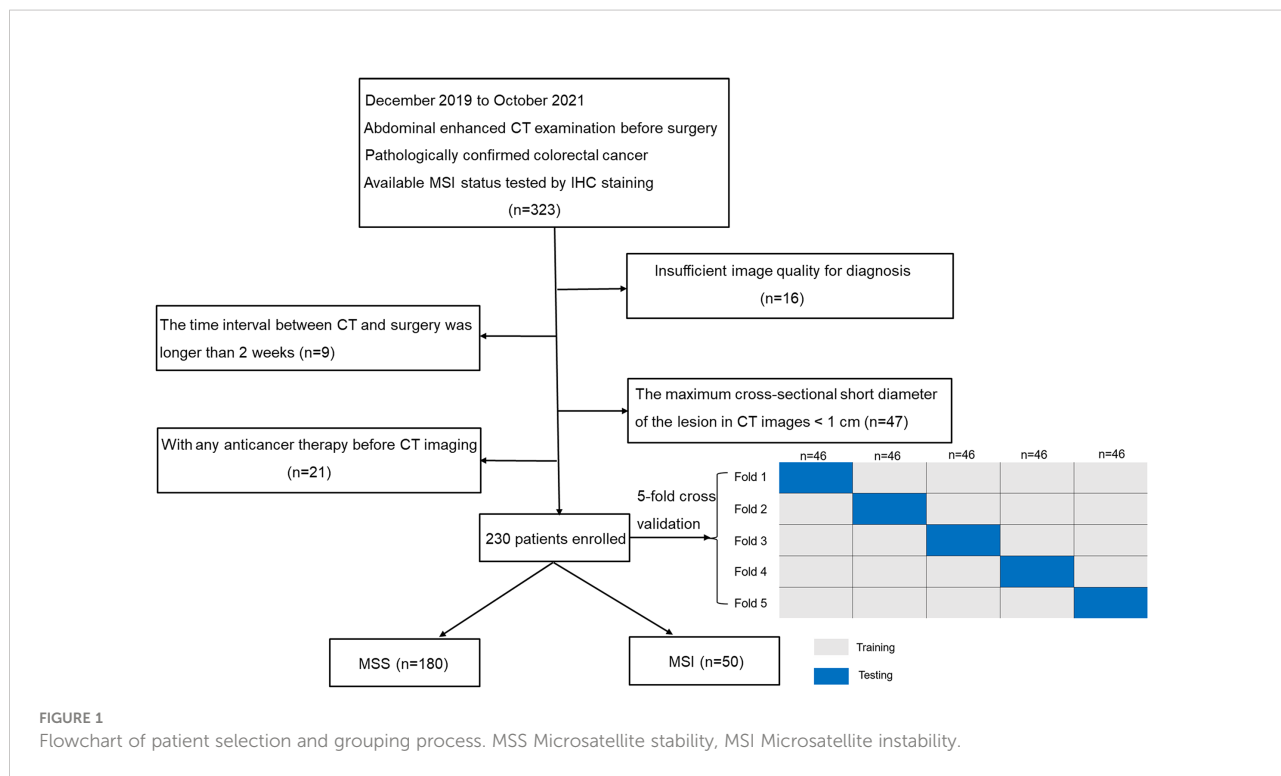 December 2019 to October 2021
Abdominal enhanced CT examination before surgery
Pathologically confirmed colorectal cancer
Available MSI status tested by IHC staining
(n=323)
Insufficient image quality for diagnosis
(n=16)
The time interval between CT and surgery was
longer than 2 weeks (n=9)
The maximum cross-sectional short diameter
of the lesion in CT images < 1 cm (n=47)
With any anticancer therapy before CT imaging
(n=21)
230 patients enrolled
5-fold cross
validation
n=46 n=46 n=46 n=46 n=46
Fold 1
Fold 2
Fold 3
Fold 4
Fold 5
Training
Testing
MSS (n=180)
MSI (n=50)
FIGURE 1
Flowchart of patient selection and grouping process. MSS Microsatellite stability, MSI Microsatellite instability.